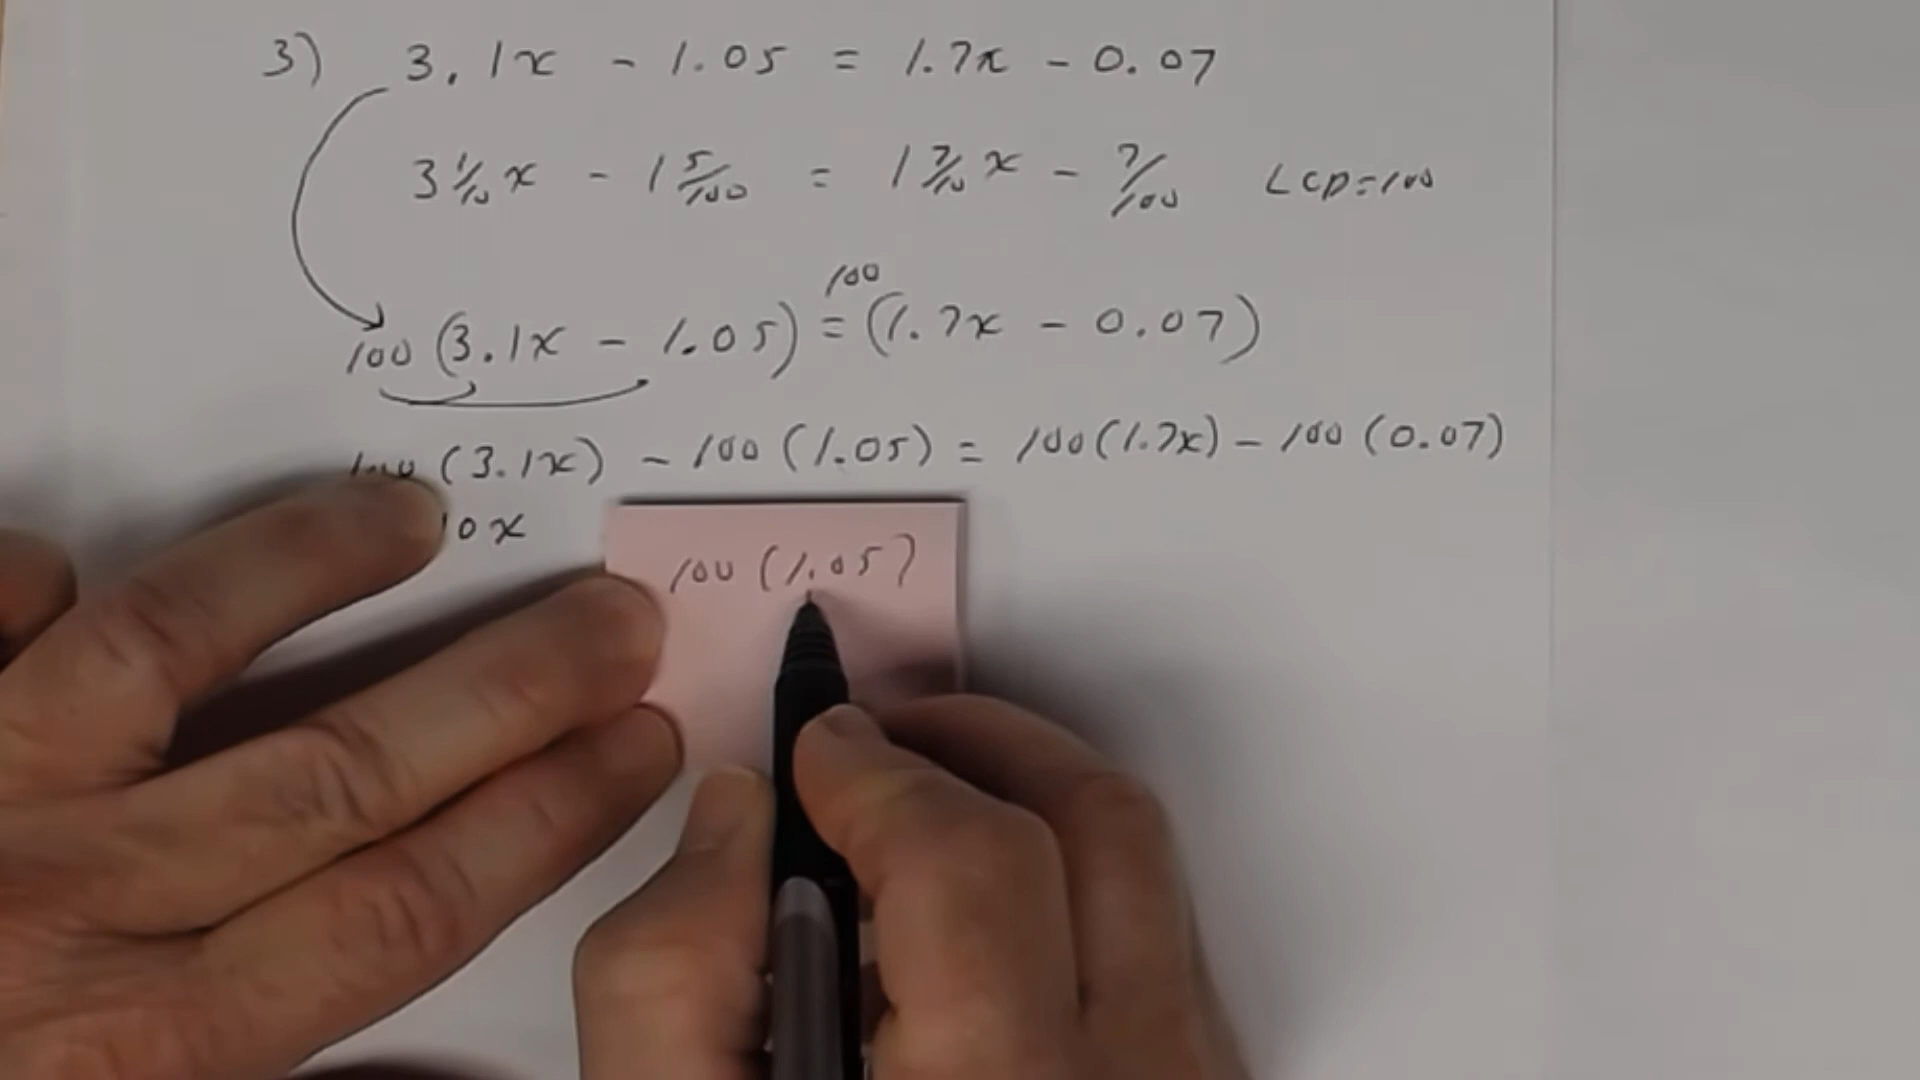 3) 3.1x - 1.05 = 1.7x - 0.07
3 1/10 x - 1 5/100 = 1 7/10 x - 7/100 LCD=100
100
100 (3.1x - 1.05) = (1.7x - 0.07)
100 (3.1x) - 100 (1.05) = 100(1.7x) - 100 (0.07)
10x
100 (1.05)